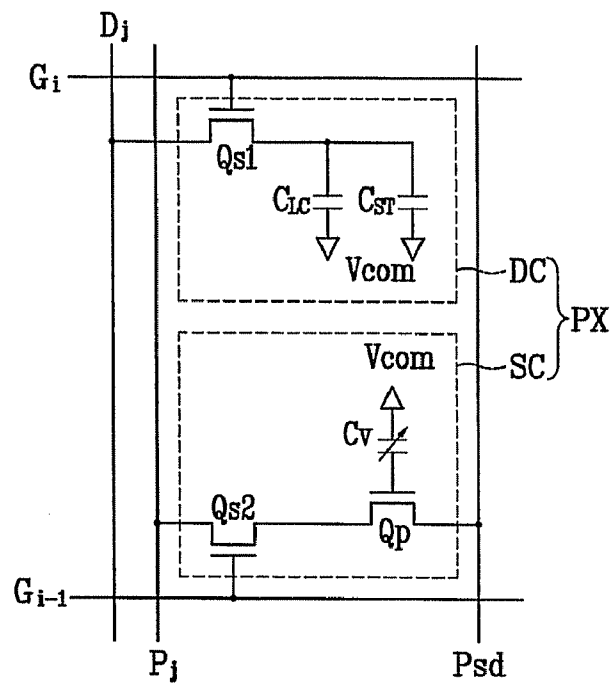 Dj
Gi
Qs1
CLC CST
Vcom
DC
PX
Vcom
SC
CV
Qs2
Qp
Gi-1
Pj Psd